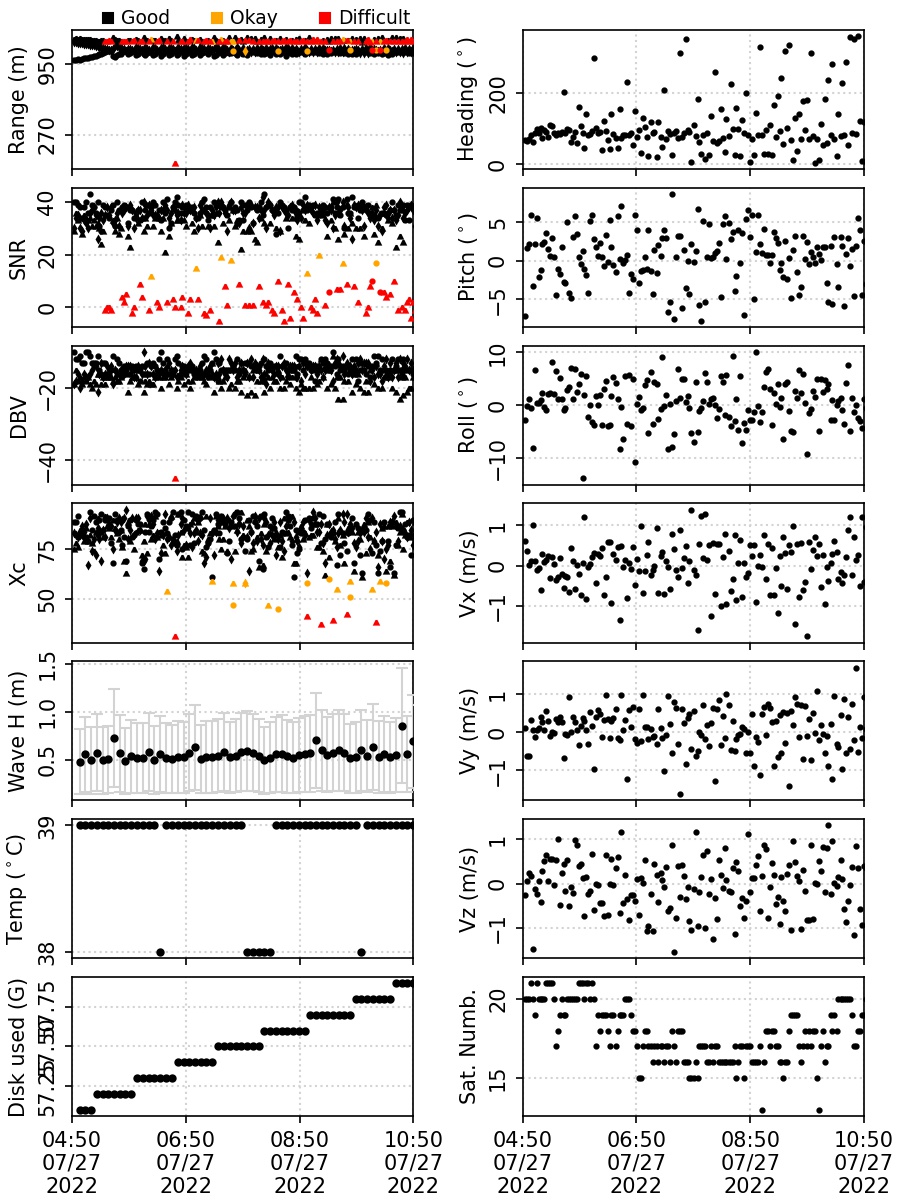 Good Okay Difficult
Range (m)
950
270
Heading (°)
200
0
SNR
40
20
0
Pitch (°)
5
0
−5
DBV
−20
−40
Roll (°)
10
0
−10
Xc
75
50
Vx (m/s)
1
0
−1
Wave H (m)
1.5
1.0
0.5
Vy (m/s)
1
0
−1
Temp (°C)
39
38
Vz (m/s)
1
0
−1
Disk used (G)
57.75
57.50
57.25
Sat. Numb.
20
15
04:50 06:50 08:50 10:50 04:50 06:50 08:50 10:50
07/27 07/27 07/27 07/27 07/27 07/27 07/27 07/27
2022 2022 2022 2022 2022 2022 2022 2022